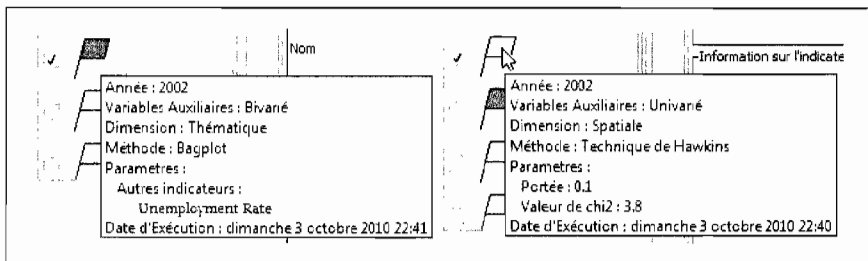 Nom
Année : 2002
Variables Auxiliaires : Bivarié
Dimension : Thématique
Méthode : Bagplot
Parametres :
Autres indicateurs :
Unemployment Rate
Date d'Exécution : dimanche 3 octobre 2010 22:41
Information sur l'indicate
Année : 2002
Variables Auxiliaires : Univarié
Dimension : Spatiale
Méthode : Technique de Hawkins
Parametres :
Portée : 0.1
Valeur de chi2 : 3.8
Date d'Exécution : dimanche 3 octobre 2010 22:40